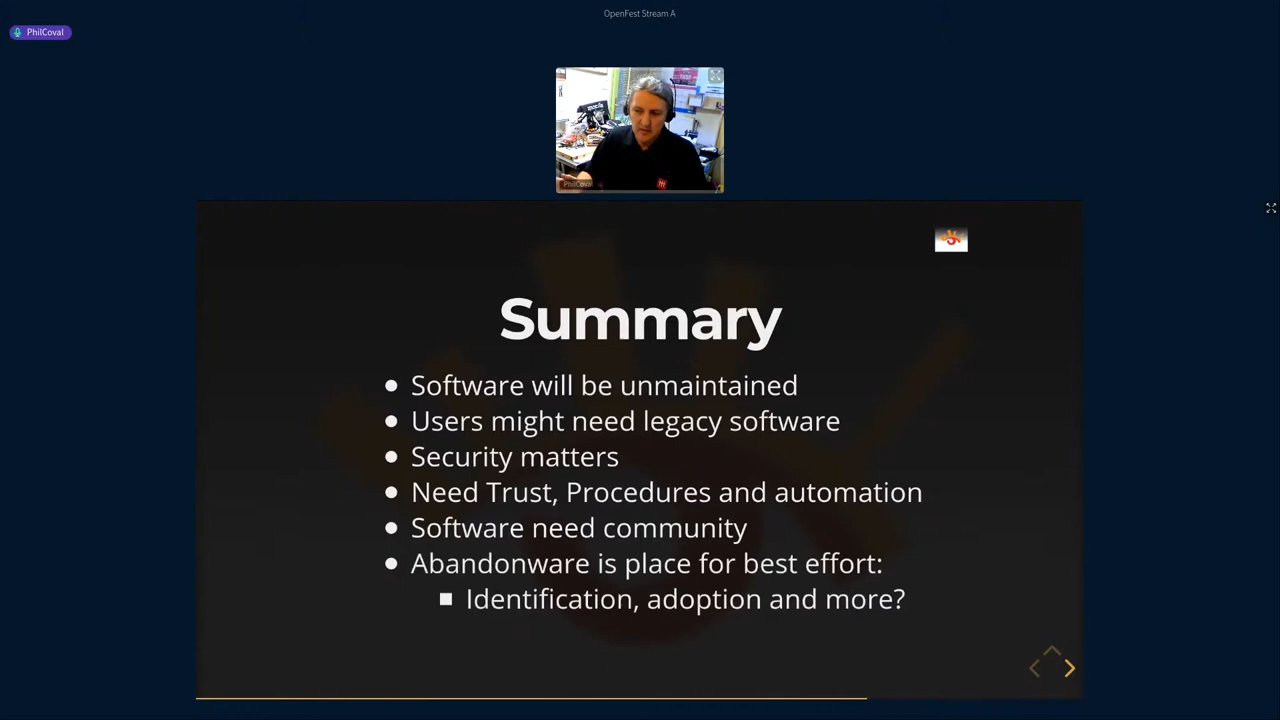 OpenFest Stream A
PhilCoval
PhilCoval
Summary
Software will be unmaintained
Users might need legacy software
Security matters
Need Trust, Procedures and automation
Software need community
Abandonware is place for best effort:
Identification, adoption and more?